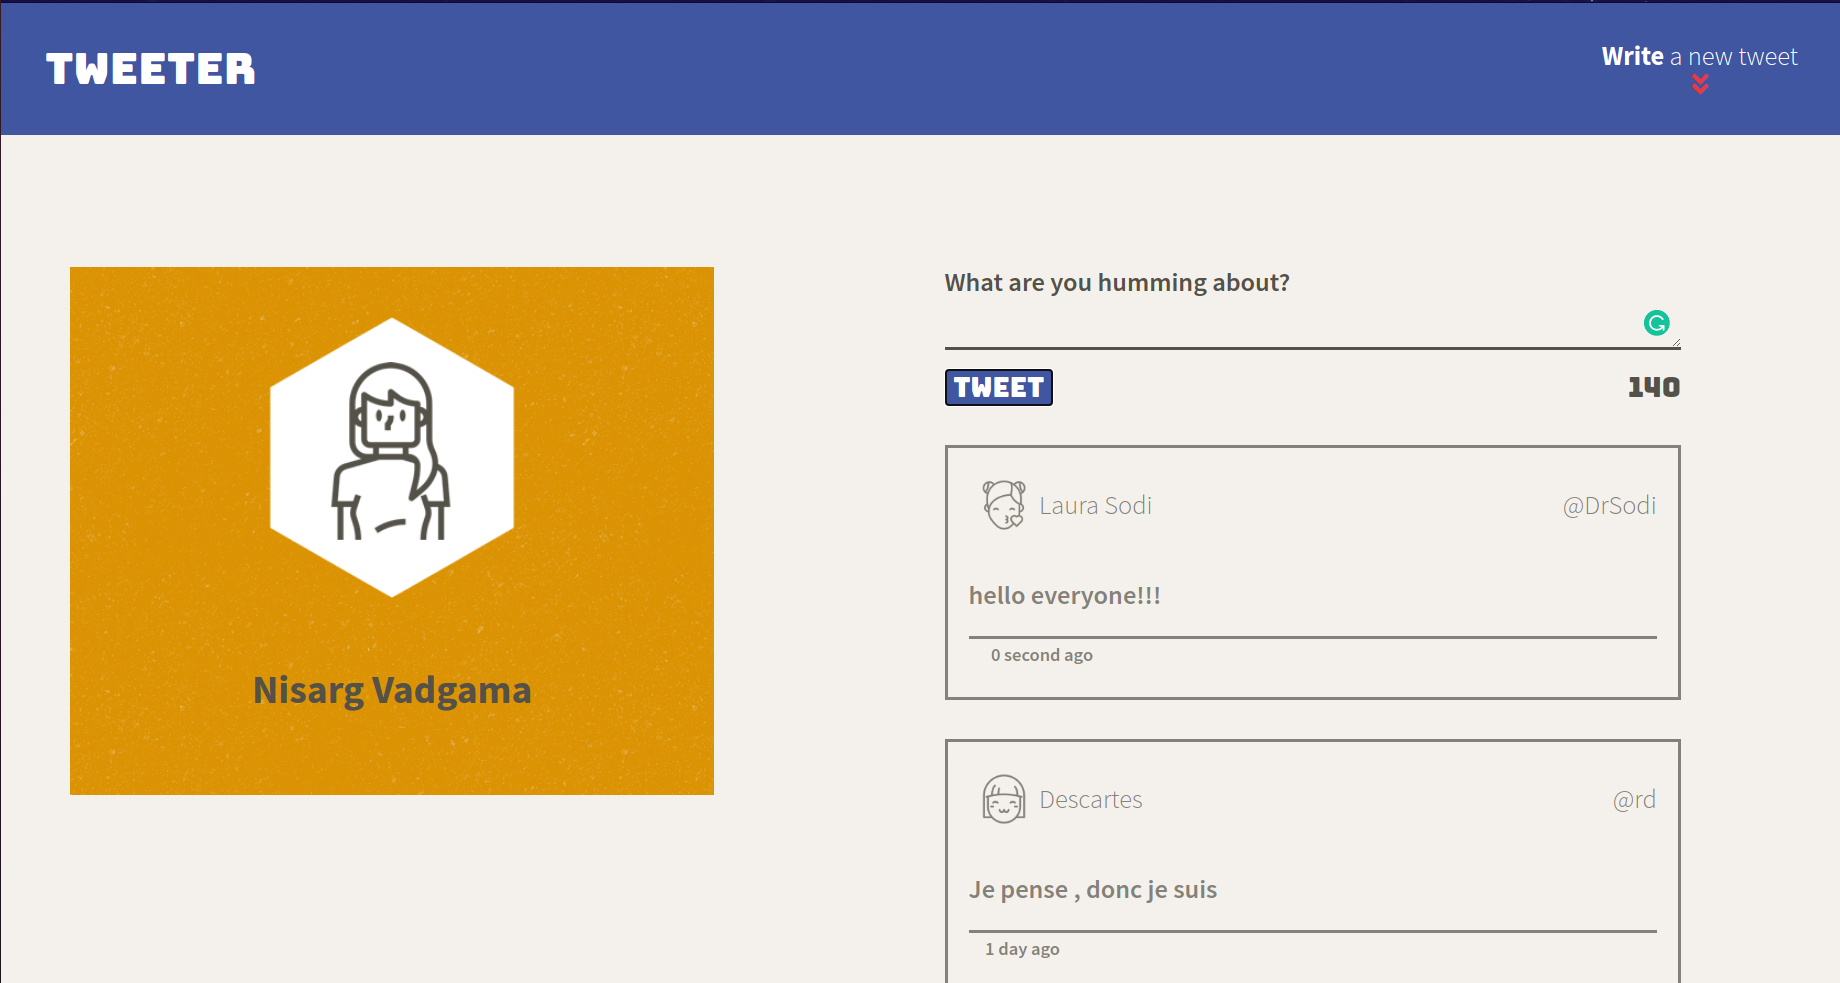 TWEETER
Write a new tweet
Nisarg Vadgama
What are you humming about?
TWEET
140
Laura Sodi
@DrSodi
hello everyone!!!
0 second ago
Descartes
@rd
Je pense , donc je suis
1 day ago